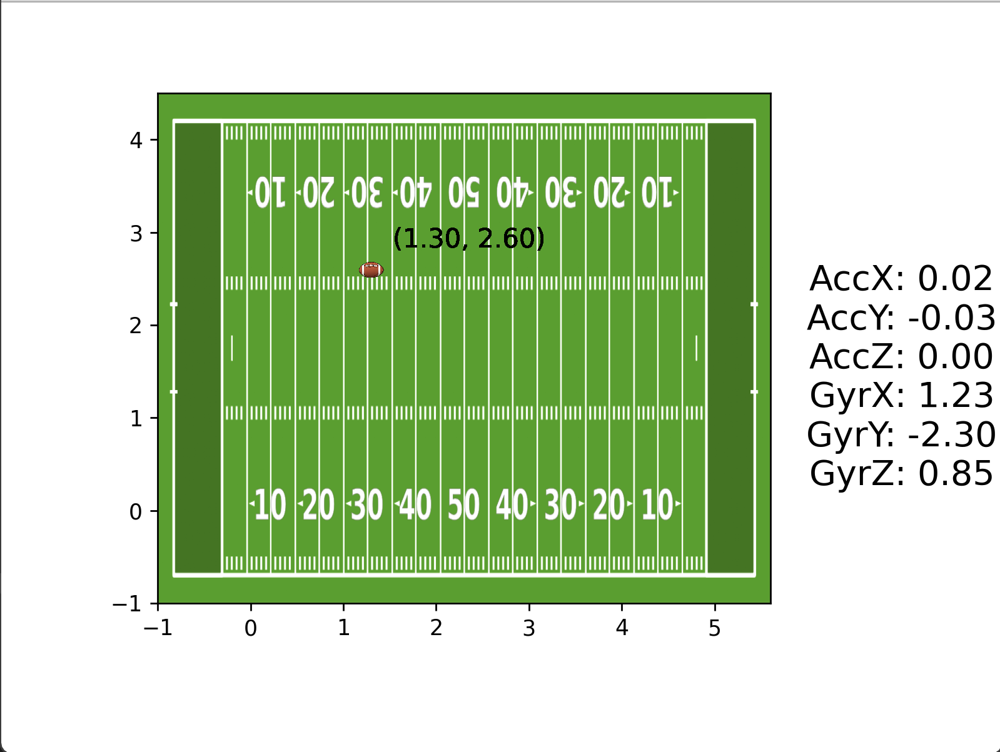 4
10 20 30 40 50 40 30 20 10
3
(1.30, 2.60)
AccX: 0.02
AccY: -0.03
2
AccZ: 0.00
GyrX: 1.23
1
GyrY: -2.30
GyrZ: 0.85
0
10 20 30 40 50 40 30 20 10
−1
−1 0 1 2 3 4 5